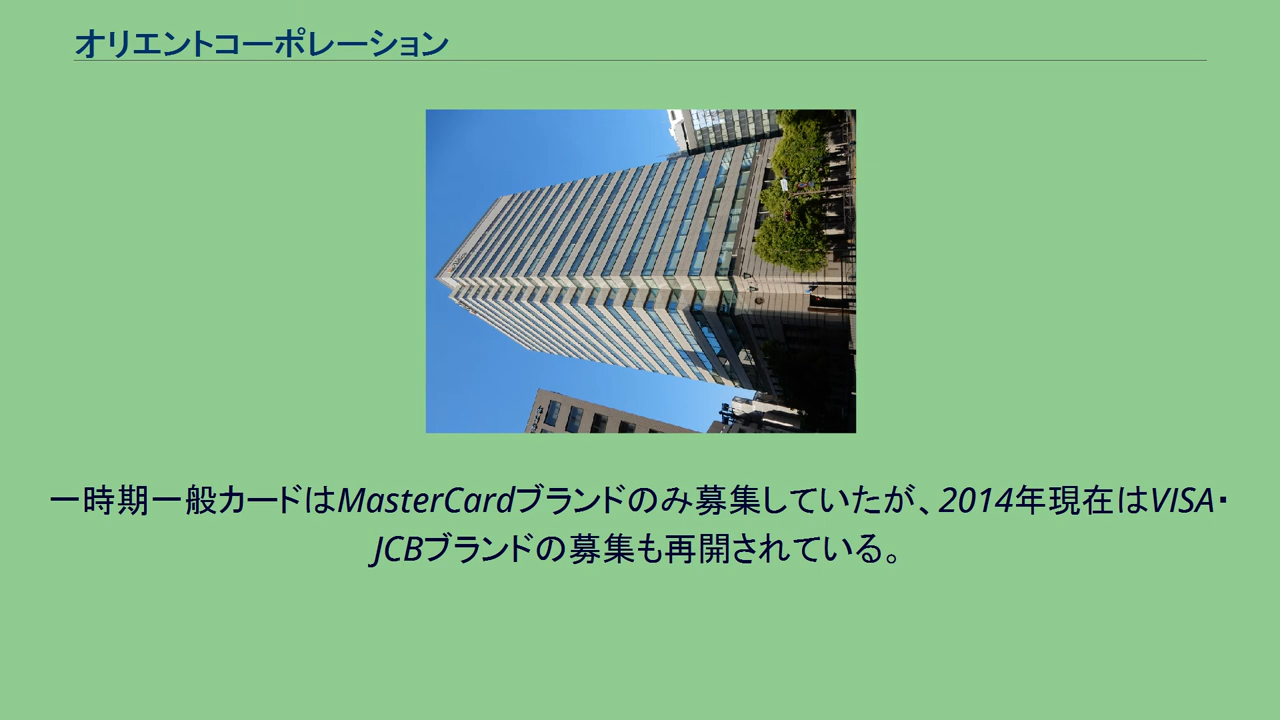 オリエントコーポレーション
一時期一般カードはMasterCardブランドのみ募集していたが、2014年現在はVISA・
JCBブランドの募集も再開されている。